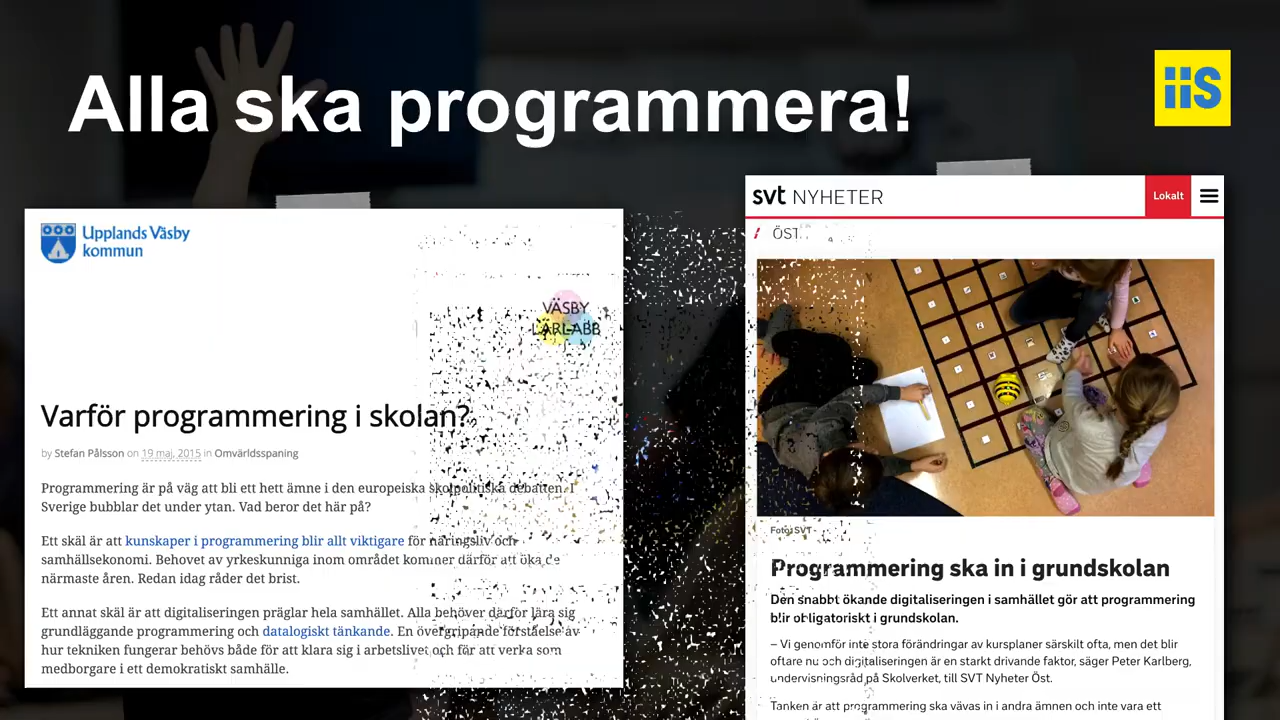 Alla ska programmera!
iis
Upplands Väsby
kommun
VÄSBY
LÄRLABB
Varför programmering i skolan?
by Stefan Pålsson on 19 maj, 2015 in Omvärldsspaning
Programmering är på väg att bli ett hett ämne i den europeiska skolpolitiska debatten. I
Sverige bubblar det under ytan. Vad beror det här på?
Ett skäl är att kunskaper i programmering blir allt viktigare för näringsliv och
samhällsekonomi. Behovet av yrkeskunniga inom området kommer därför att öka de
närmaste åren. Redan idag råder det brist.
Ett annat skäl är att digitaliseringen präglar hela samhället. Alla behöver därför lära sig
grundläggande programmering och datalogiskt tänkande. En övergripande förståelse av
hur tekniken fungerar behövs både för att klara sig i arbetslivet och för att verka som
medborgare i ett demokratiskt samhälle.
svt NYHETER
Lokalt
/ ÖST
Foto: SVT
Programmering ska in i grundskolan
Den snabbt ökande digitaliseringen i samhället gör att programmering
blir obligatoriskt i grundskolan.
– Vi genomför inte stora förändringar av kursplaner särskilt ofta, men det blir
oftare nu och digitaliseringen är en starkt drivande faktor, säger Peter Karlberg,
undervisningsråd på Skolverket, till SVT Nyheter Öst.
Tanken är att programmering ska vävas in i andra ämnen och inte vara ett